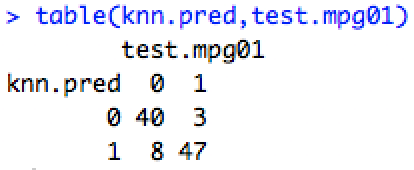 > table(knn.pred,test.mpg01)
test.mpg01
knn.pred 0 1
0 40 3
1 8 47